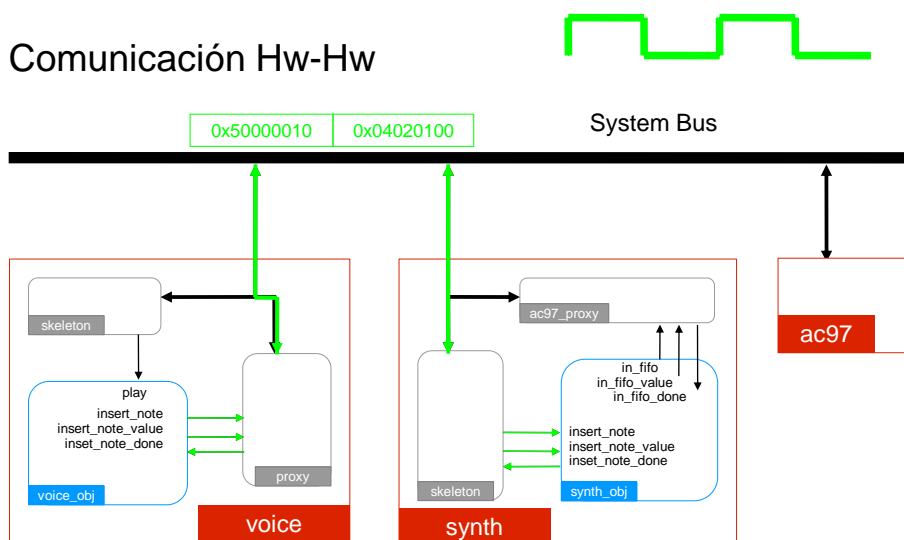 Comunicación Hw-Hw
0x50000010 0x04020100
System Bus
skeleton
play
insert_note
insert_note_value
inset_note_done
voice_obj
proxy
voice
ac97_proxy
in_fifo
in_fifo_value
in_fifo_done
insert_note
insert_note_value
inset_note_done
skeleton
synth_obj
synth
ac97